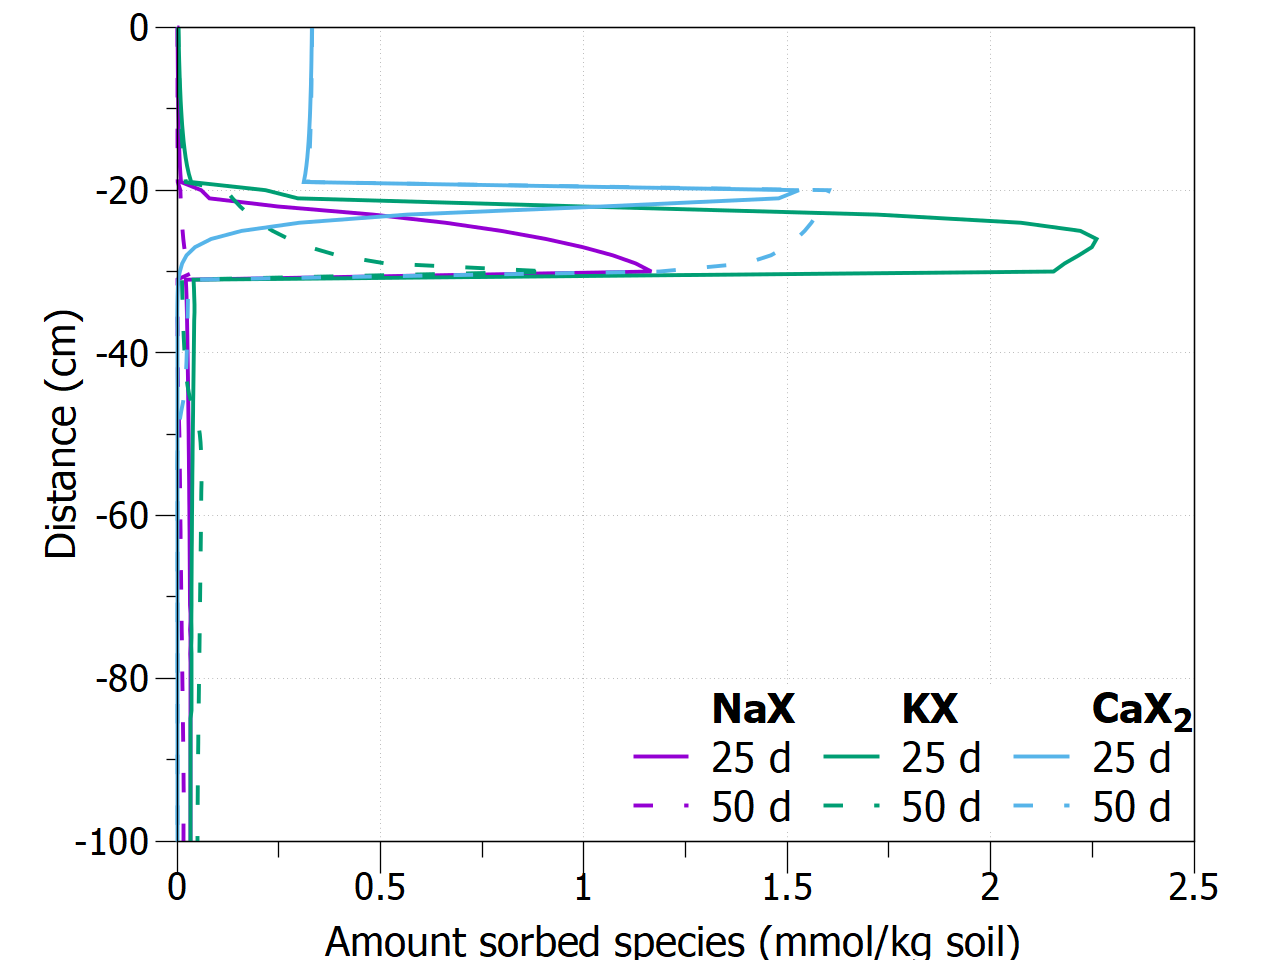 0
-20
-40
-60
-80
-100
Distance (cm)
NaX KX CaX₂
25 d 25 d 25 d
50 d 50 d 50 d
0 0.5 1 1.5 2 2.5
Amount sorbed species (mmol/kg soil)